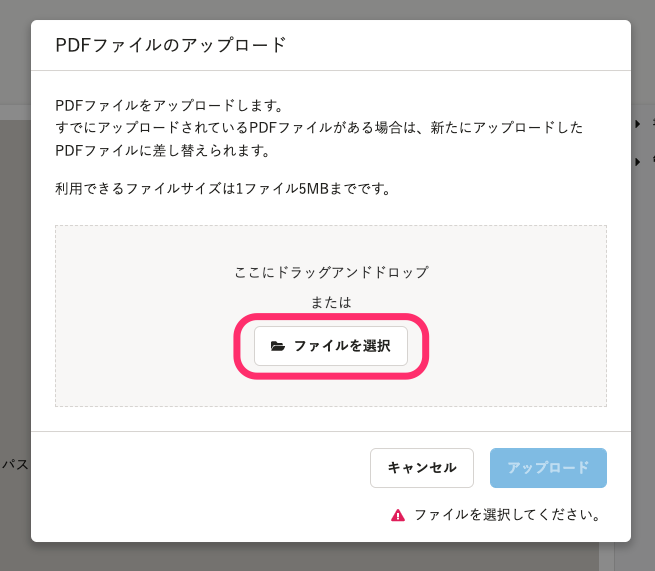 PDFファイルのアップロード
PDFファイルをアップロードします。
すでにアップロードされているPDFファイルがある場合は、新たにアップロードした
PDFファイルに差し替えられます。
利用できるファイルサイズは1ファイル5MBまでです。
ここにドラッグアンドドロップ
または
ファイルを選択
パス
キャンセル
アップロード
ファイルを選択してください。